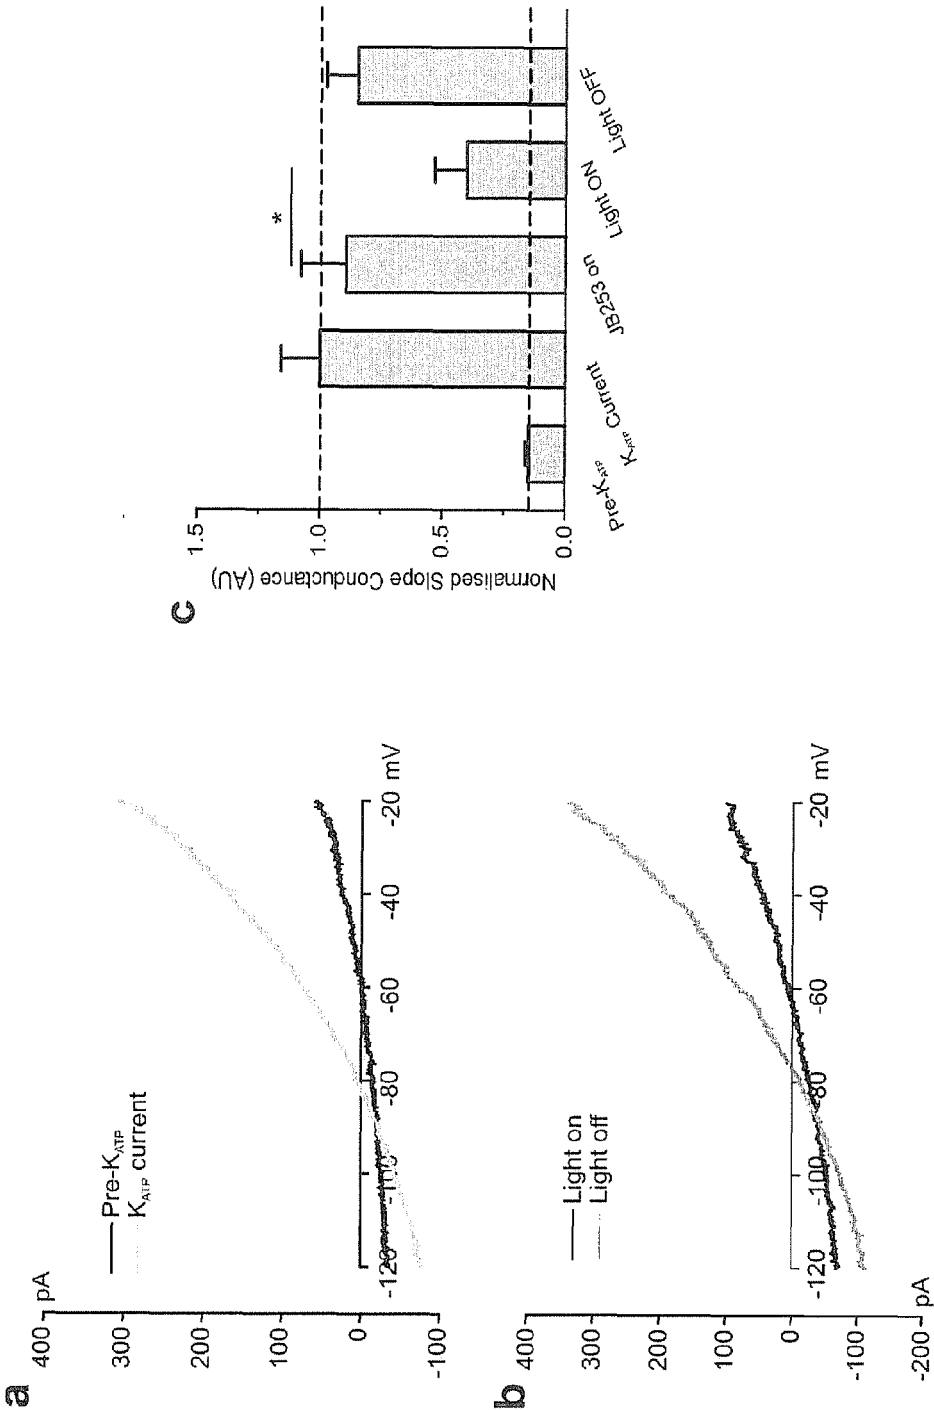 a
pA
400
300
200
100
0
-100
Pre-KATP
KATP current
-120
-100
-80
-60
-40
-20 mV
b
400
300
200
100
0
-100
-200
pA
Light on
Light off
-120
-100
-80
-60
-40
-20 mV
c
Normalised Slope Conductance (AU)
1.5
1.0
0.5
0.0
*
Pre-KATP
KATP Current
JB253 on
Light ON
Light OFF